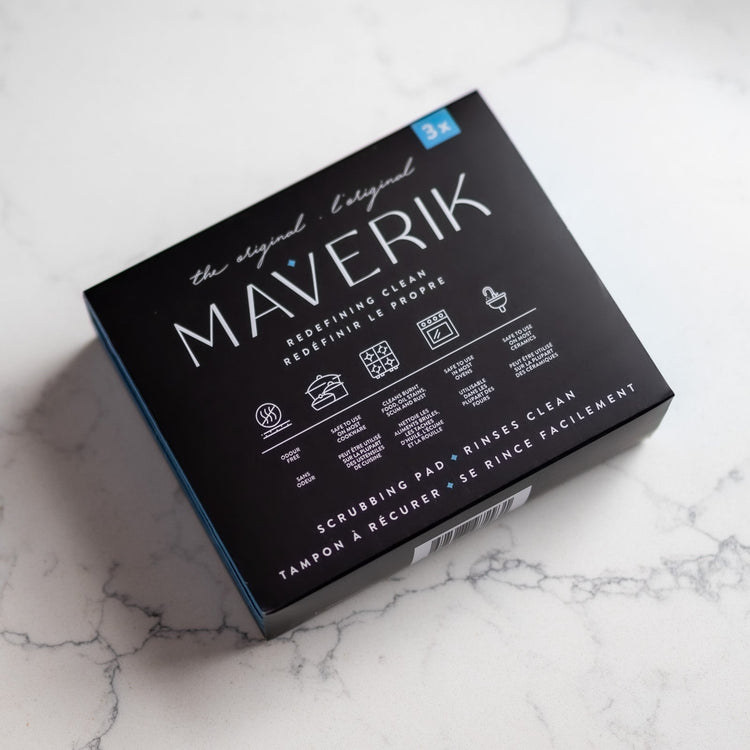 3x
the original . l'original
MAVERIK
REDEFINING CLEAN
REDÉFINIR LE PROPRE
ODOUR
FREE
SANS
ODEUR
SAFE TO USE
ON MOST
COOKWARE
PEUT ÊTRE UTILISÉ
SUR LA PLUPART
DES USTENSILES
DE CUISINE
CLEANS BURNT
FOOD, OIL STAINS,
SCUM AND RUST
NETTOIE LES
ALIMENTS BRULÉS,
LES TACHES
D'HUILE, L'ÉCUME
ET LA ROUILLE
SAFE TO USE
IN MOST
OVENS
UTILISABLE
DANS LES
PLUPART DES
FOURS
SAFE TO USE
ON MOST
CERAMICS
PEUT ÊTRE UTILISÉ
SUR LA PLUPART
DES CÉRAMIQUES
SCRUBBING PAD ◆ RINSES CLEAN
TAMPON À RÉCURER ◆ SE RINCE FACILEMENT